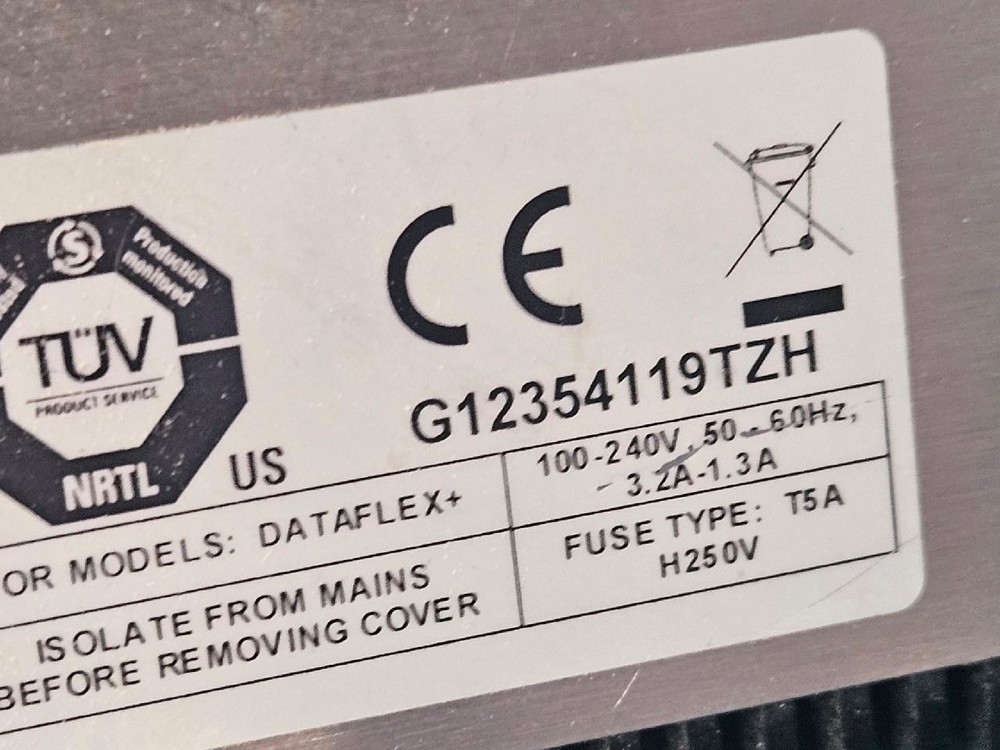 S
Production
monitored
TÜV
PRODUCT SERVICE
NRTL
US
CE
G12354119TZH
OR MODELS: DATAFLEX+
100-240V, 50-60Hz,
3.2A-1.3A
ISOLATE FROM MAINS
BEFORE REMOVING COVER
FUSE TYPE: T5A
H250V